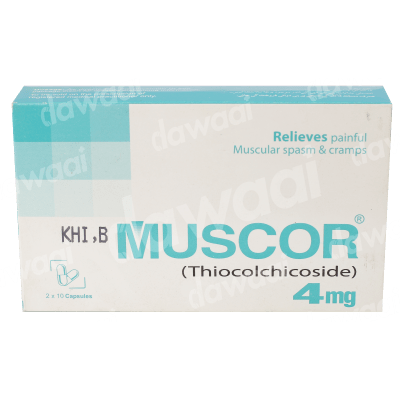 Relieves painful
Muscular spasm & cramps
KHI,B
MUSCOR®
(Thiocolchicoside)
4mg
2 x 10 Capsules
dawaai